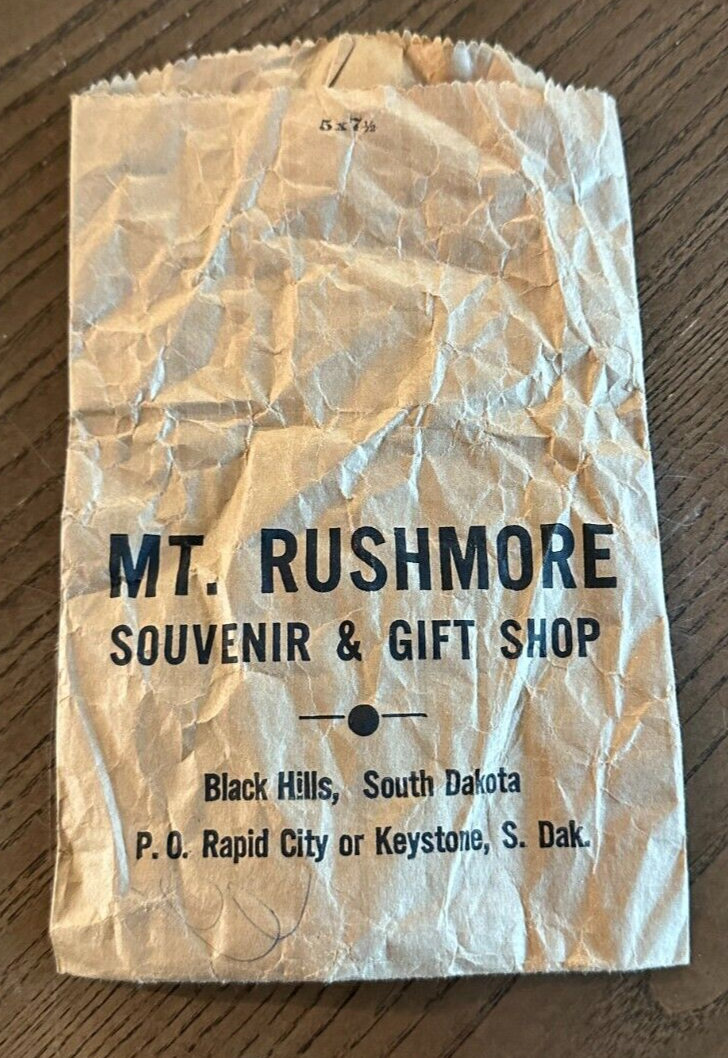 5x7½
MT. RUSHMORE
SOUVENIR & GIFT SHOP
Black Hills, South Dakota
P. O. Rapid City or Keystone, S. Dak.